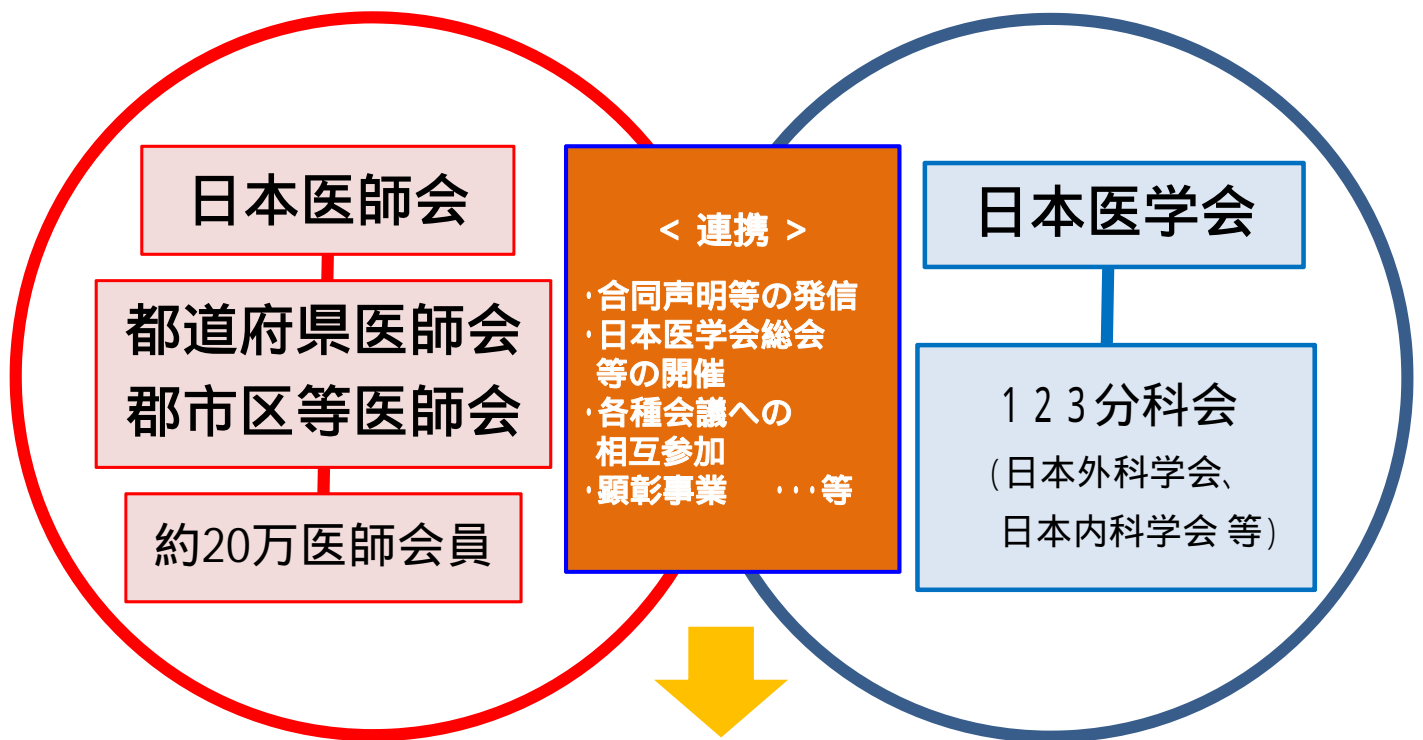 日本医師会
都道府県医師会
郡市区等医師会
約20万医師会員
< 連携 >
･合同声明等の発信
･日本医学会総会
等の開催
･各種会議への
相互参加
･顕彰事業　･･･等
日本医学会
１２３分科会
(日本外科学会、
日本内科学会 等)